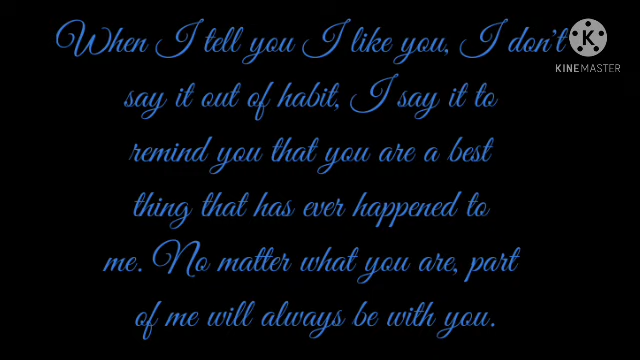 When I tell you I like you, I don't
say it out of habit, I say it to
remind you that you are a best
thing that has ever happened to
me. No matter what you are, part
of me will always be with you.
KINEMASTER